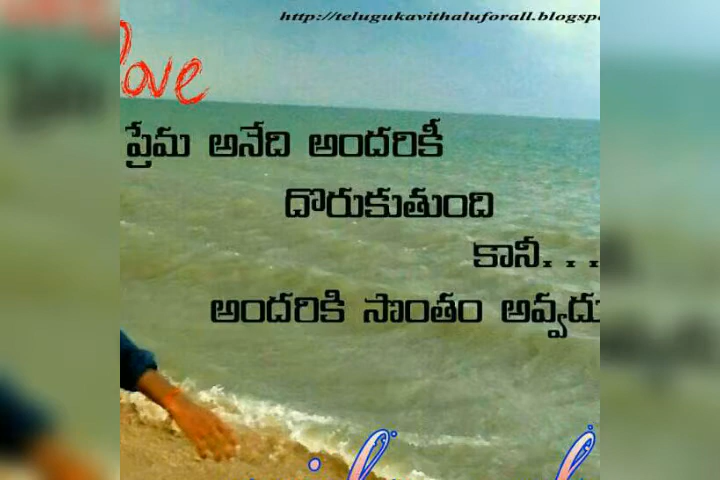 http://telugukavithaluforall.blogspo
love
ప్రేమ అనేది అందరికీ
దొరుకుతుంది
కానీ...
అందరికి సొంతం అవ్వదు